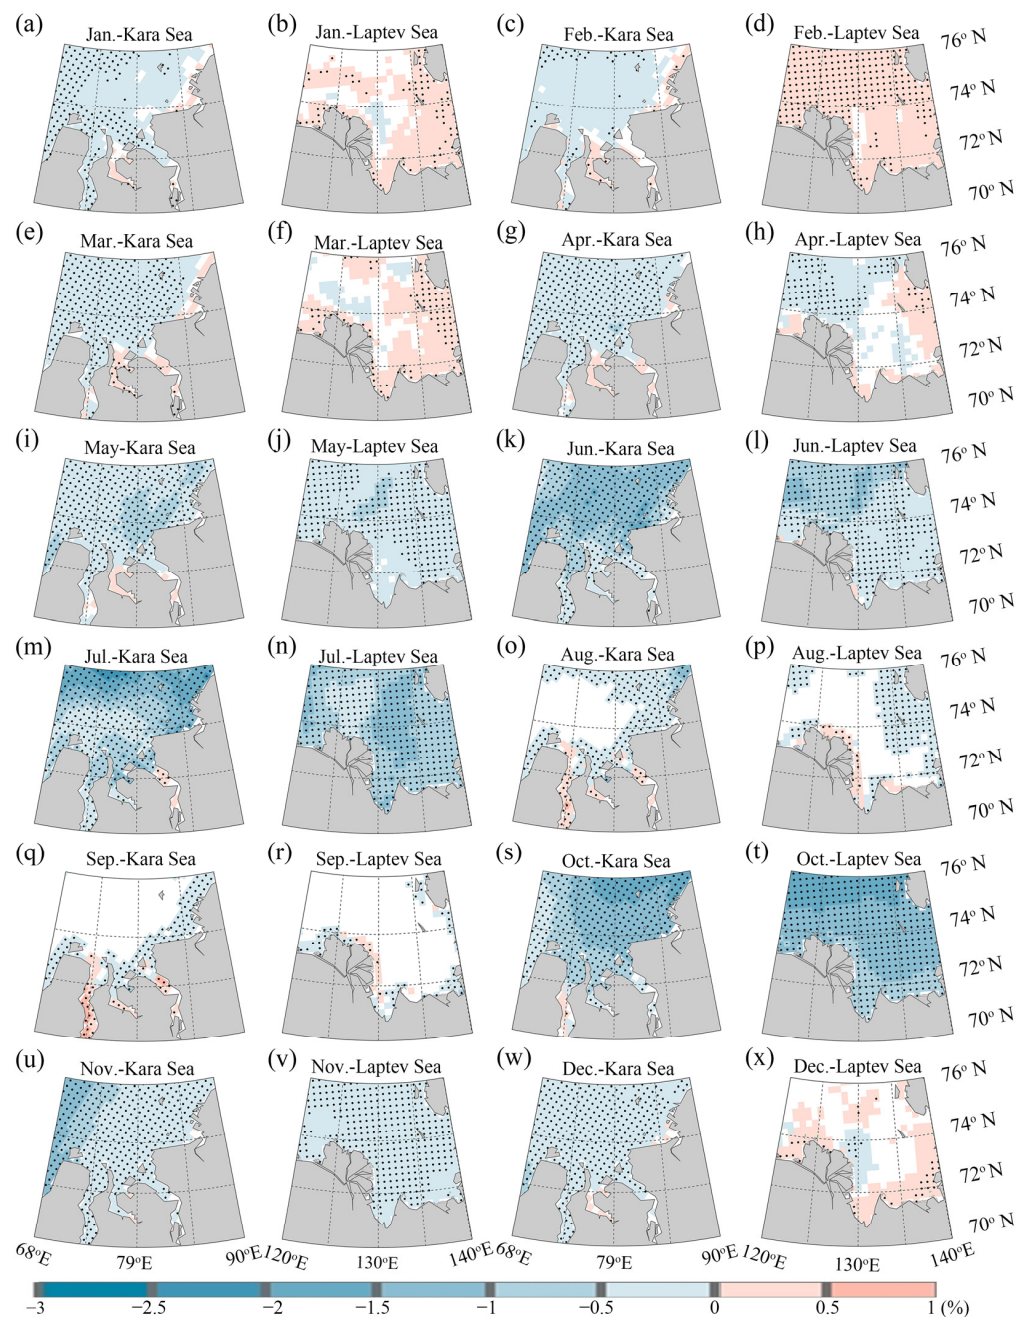 (a) (b) (c) (d)
Jan.-Kara Sea Jan.-Laptev Sea Feb.-Kara Sea Feb.-Laptev Sea 76° N
74° N
72° N
70° N
(e) (f) (g) (h)
Mar.-Kara Sea Mar.-Laptev Sea Apr.-Kara Sea Apr.-Laptev Sea 76° N
74° N
72° N
70° N
(i) (j) (k) (l)
May-Kara Sea May-Laptev Sea Jun.-Kara Sea Jun.-Laptev Sea 76° N
74° N
72° N
70° N
(m) (n) (o) (p)
Jul.-Kara Sea Jul.-Laptev Sea Aug.-Kara Sea Aug.-Laptev Sea 76° N
74° N
72° N
70° N
(q) (r) (s) (t)
Sep.-Kara Sea Sep.-Laptev Sea Oct.-Kara Sea Oct.-Laptev Sea 76° N
74° N
72° N
70° N
(u) (v) (w) (x)
Nov.-Kara Sea Nov.-Laptev Sea Dec.-Kara Sea Dec.-Laptev Sea 76° N
74° N
72° N
70° N
68°E 79°E 90°E 120°E 130°E 140°E 68°E 79°E 90°E 120°E 130°E 140°E
−3 −2.5 −2 −1.5 −1 −0.5 0 0.5 1 (%)